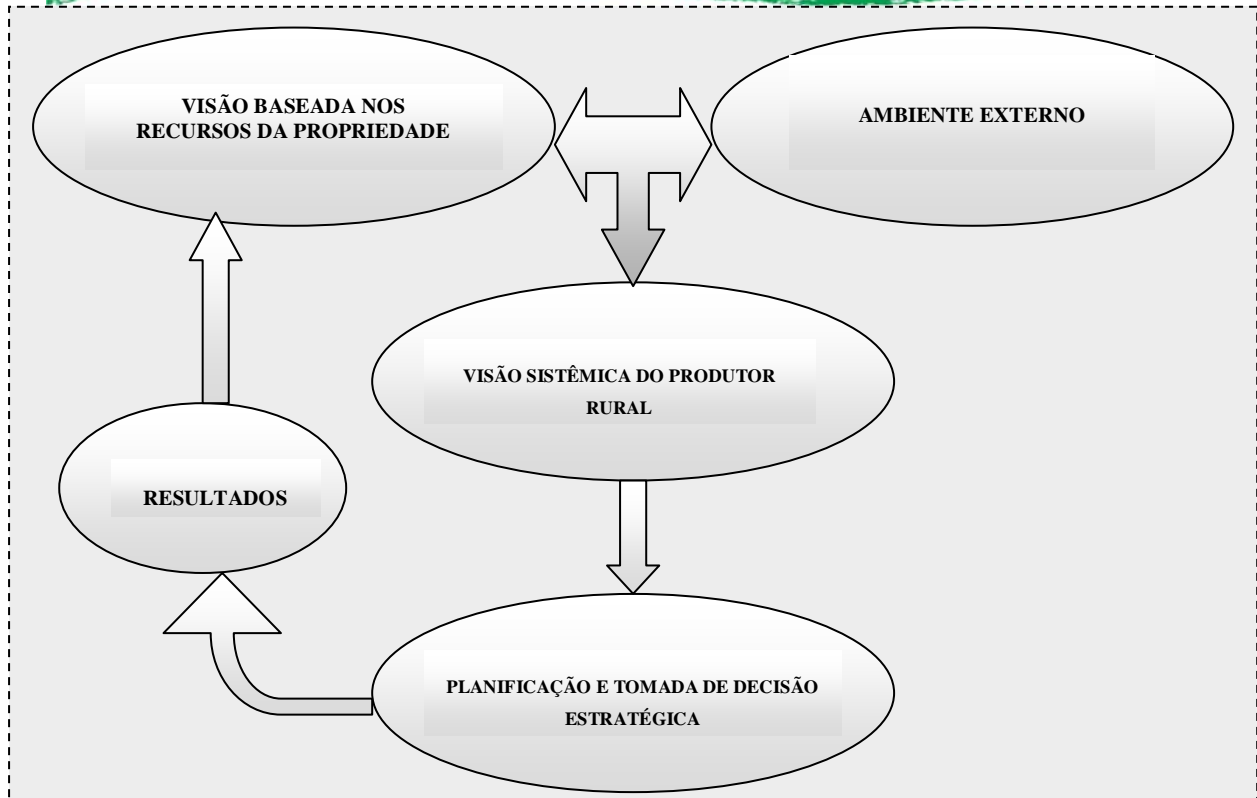 VISÃO BASEADA NOS
RECURSOS DA PROPRIEDADE
AMBIENTE EXTERNO
VISÃO SISTÊMICA DO PRODUTOR
RURAL
RESULTADOS
PLANIFICAÇÃO E TOMADA DE DECISÃO
ESTRATÉGICA